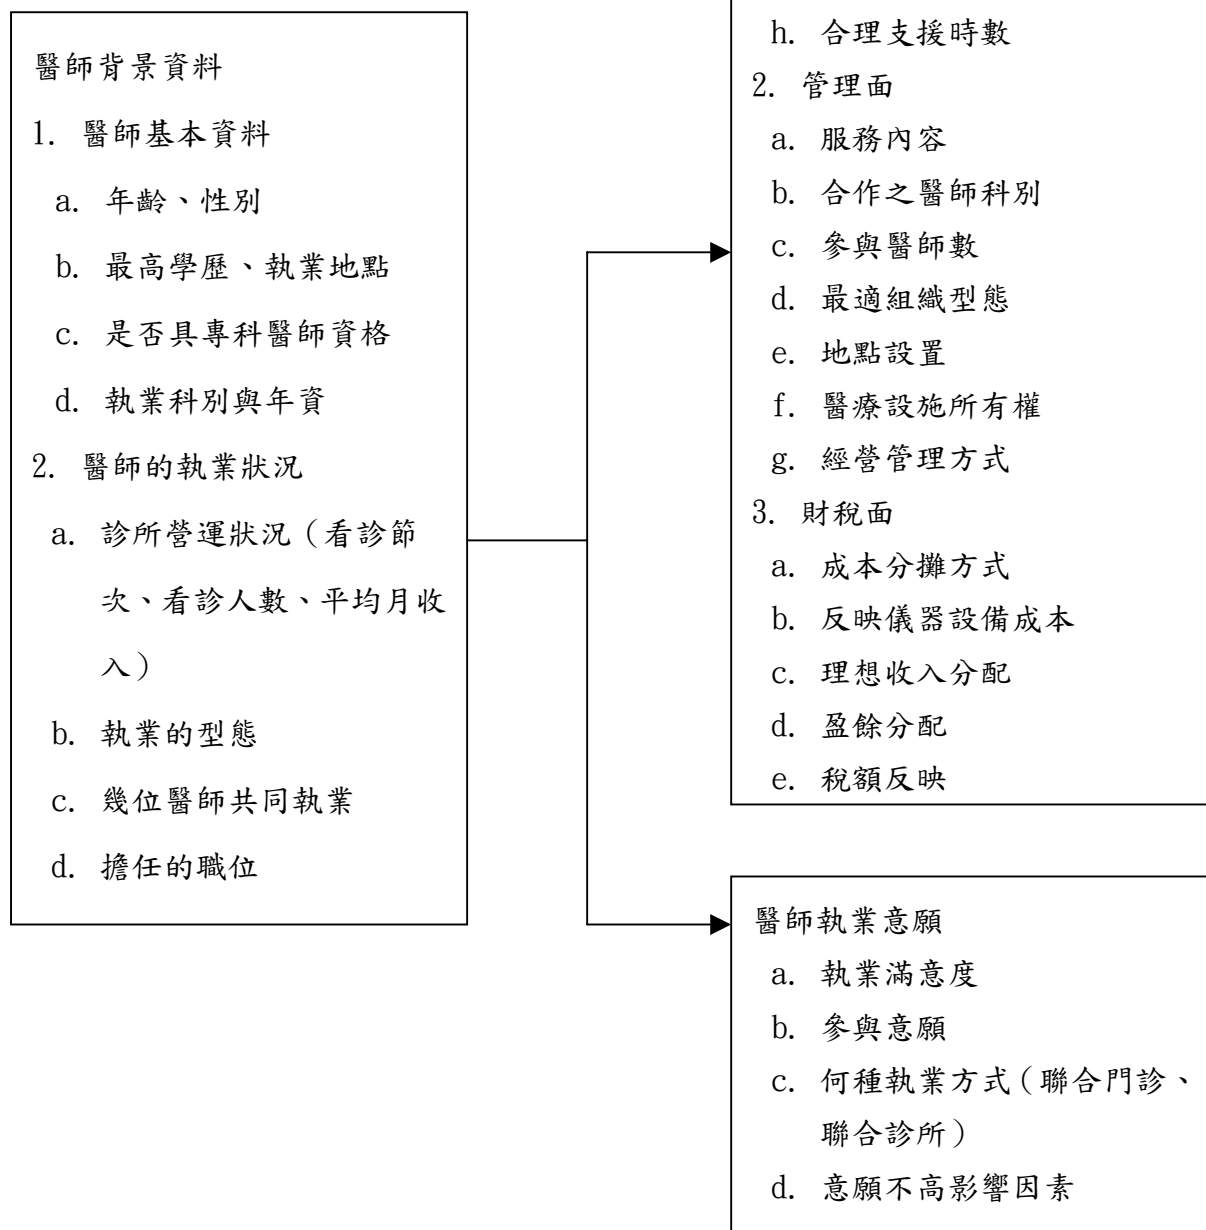 醫師背景資料
1. 醫師基本資料
a. 年齡、性別
b. 最高學歷、執業地點
c. 是否具專科醫師資格
d. 執業科別與年資
2. 醫師的執業狀況
a. 診所營運狀況（看診節
次、看診人數、平均月收
入）
b. 執業的型態
c. 幾位醫師共同執業
d. 擔任的職位
h. 合理支援時數
2. 管理面
a. 服務內容
b. 合作之醫師科別
c. 參與醫師數
d. 最適組織型態
e. 地點設置
f. 醫療設施所有權
g. 經營管理方式
3. 財稅面
a. 成本分攤方式
b. 反映儀器設備成本
c. 理想收入分配
d. 盈餘分配
e. 稅額反映
醫師執業意願
a. 執業滿意度
b. 參與意願
c. 何種執業方式（聯合門診、
聯合診所）
d. 意願不高影響因素